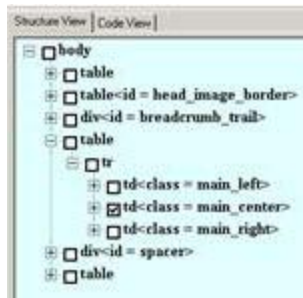 Structure View Code View
body
table
table<id = head_image_border>
div<id = breadcrumb_trail>
table
tr
td<class = main_left>
td<class = main_center>
td<class = main_right>
div<id = spacer>
table